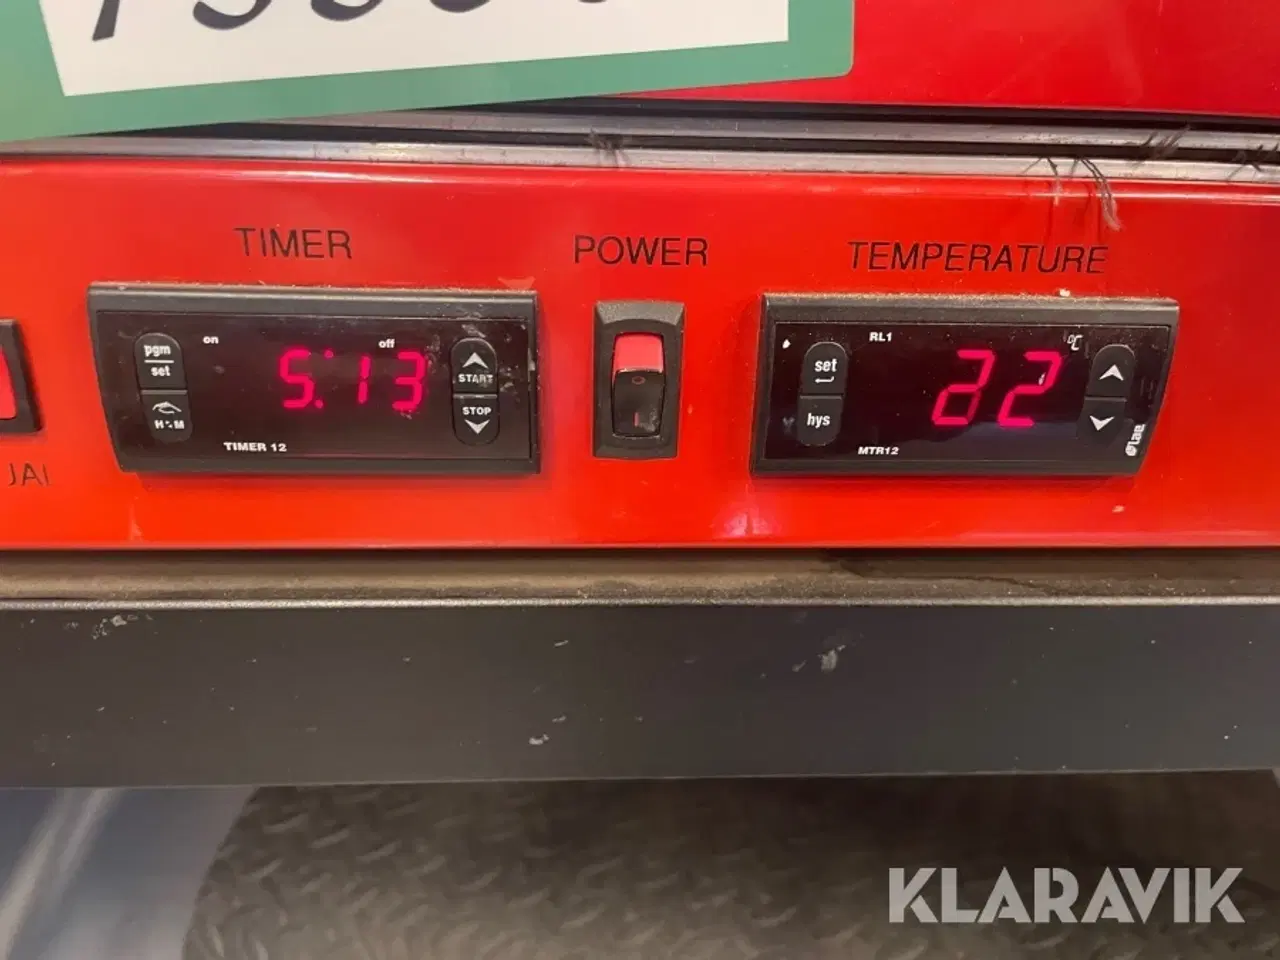 TIMER
POWER
TEMPERATURE
pgm
set
on
off
5.13
START
STOP
H M
TIMER 12
O
I
set
hys
RL1
22
°C
MTR12
JAI
KLARAVIK